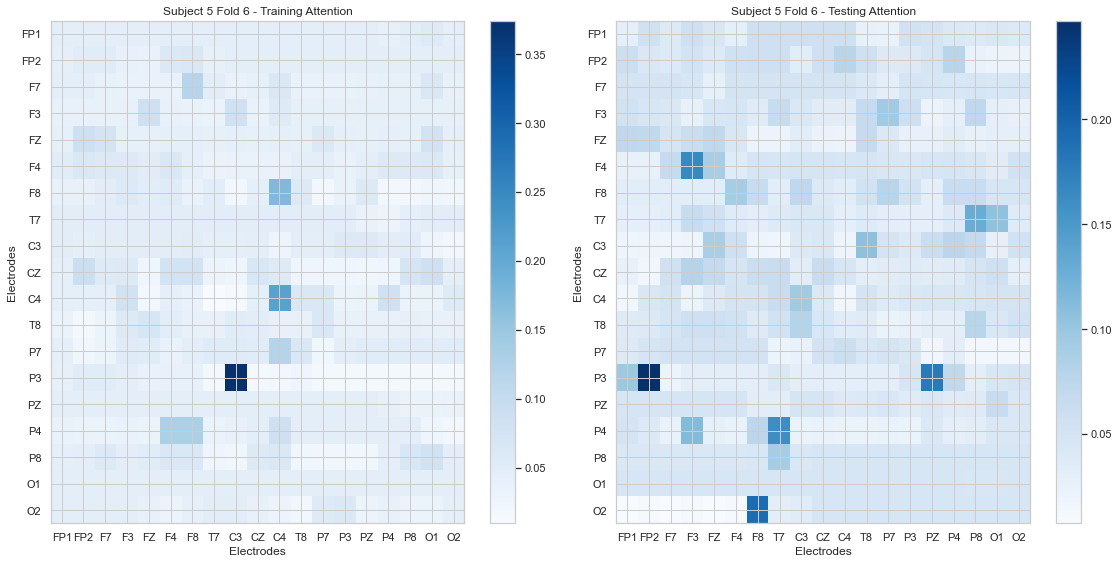 Subject 5 Fold 6 - Training Attention
FP1
FP2
F7
F3
FZ
F4
F8
T7
C3
CZ
C4
T8
P7
P3
PZ
P4
P8
O1
O2
Electrodes
FP1 FP2 F7 F3 FZ F4 F8 T7 C3 CZ C4 T8 P7 P3 PZ P4 P8 O1 O2
Electrodes
0.35
0.30
0.25
0.20
0.15
0.10
0.05
Subject 5 Fold 6 - Testing Attention
FP1
FP2
F7
F3
FZ
F4
F8
T7
C3
CZ
C4
T8
P7
P3
PZ
P4
P8
O1
O2
Electrodes
FP1 FP2 F7 F3 FZ F4 F8 T7 C3 CZ C4 T8 P7 P3 PZ P4 P8 O1 O2
Electrodes
0.20
0.15
0.10
0.05